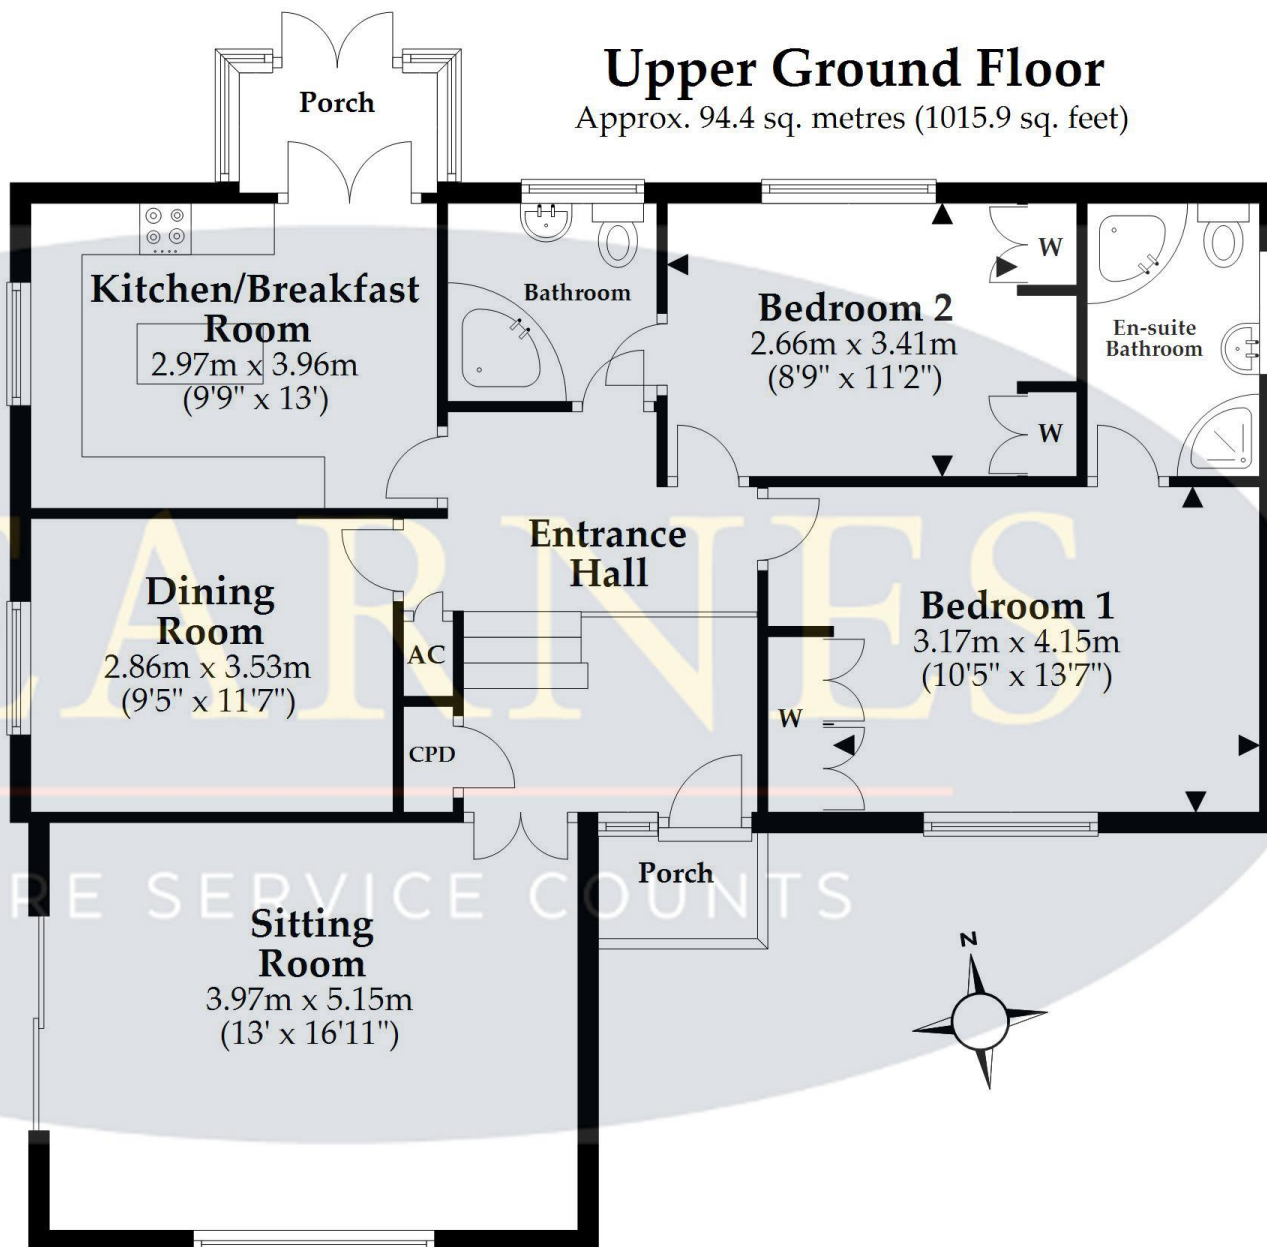 Upper Ground Floor
Approx. 94.4 sq. metres (1015.9 sq. feet)
Porch
Kitchen/Breakfast
Room
2.97m x 3.96m
(9'9" x 13')
Bathroom
Bedroom 2
2.66m x 3.41m
(8'9" x 11'2")
W
W
En-suite
Bathroom
Entrance
Hall
Dining
Room
2.86m x 3.53m
(9'5" x 11'7")
AC
CPD
Bedroom 1
3.17m x 4.15m
(10'5" x 13'7")
W
EARNES
RE SERVICE COUNTS
Porch
Sitting
Room
3.97m x 5.15m
(13' x 16'11")
N